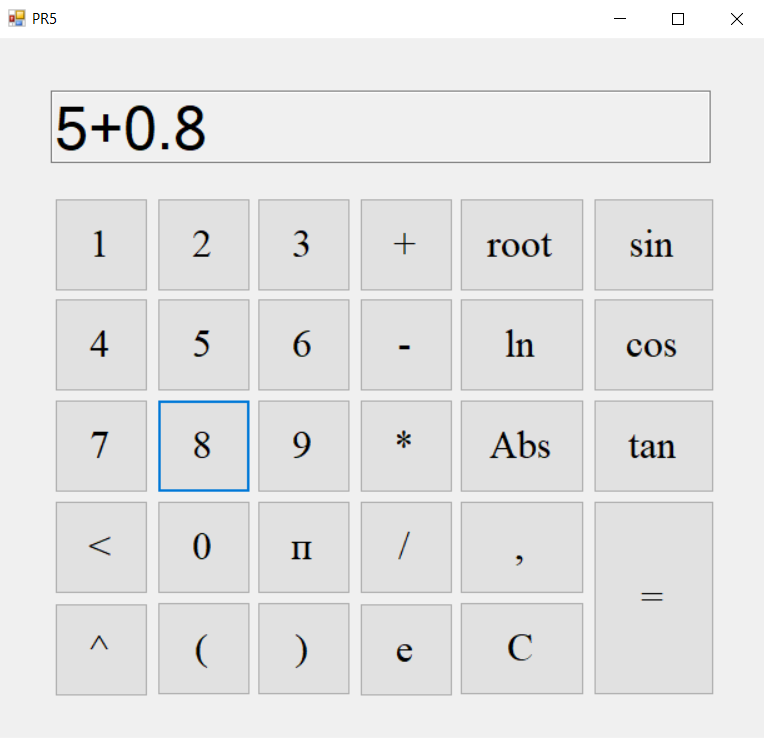 PR5
5+0.8
1 2 3 + root sin
4 5 6 - ln cos
7 8 9 * Abs tan
< 0 п / ,
=
^ ( ) e C